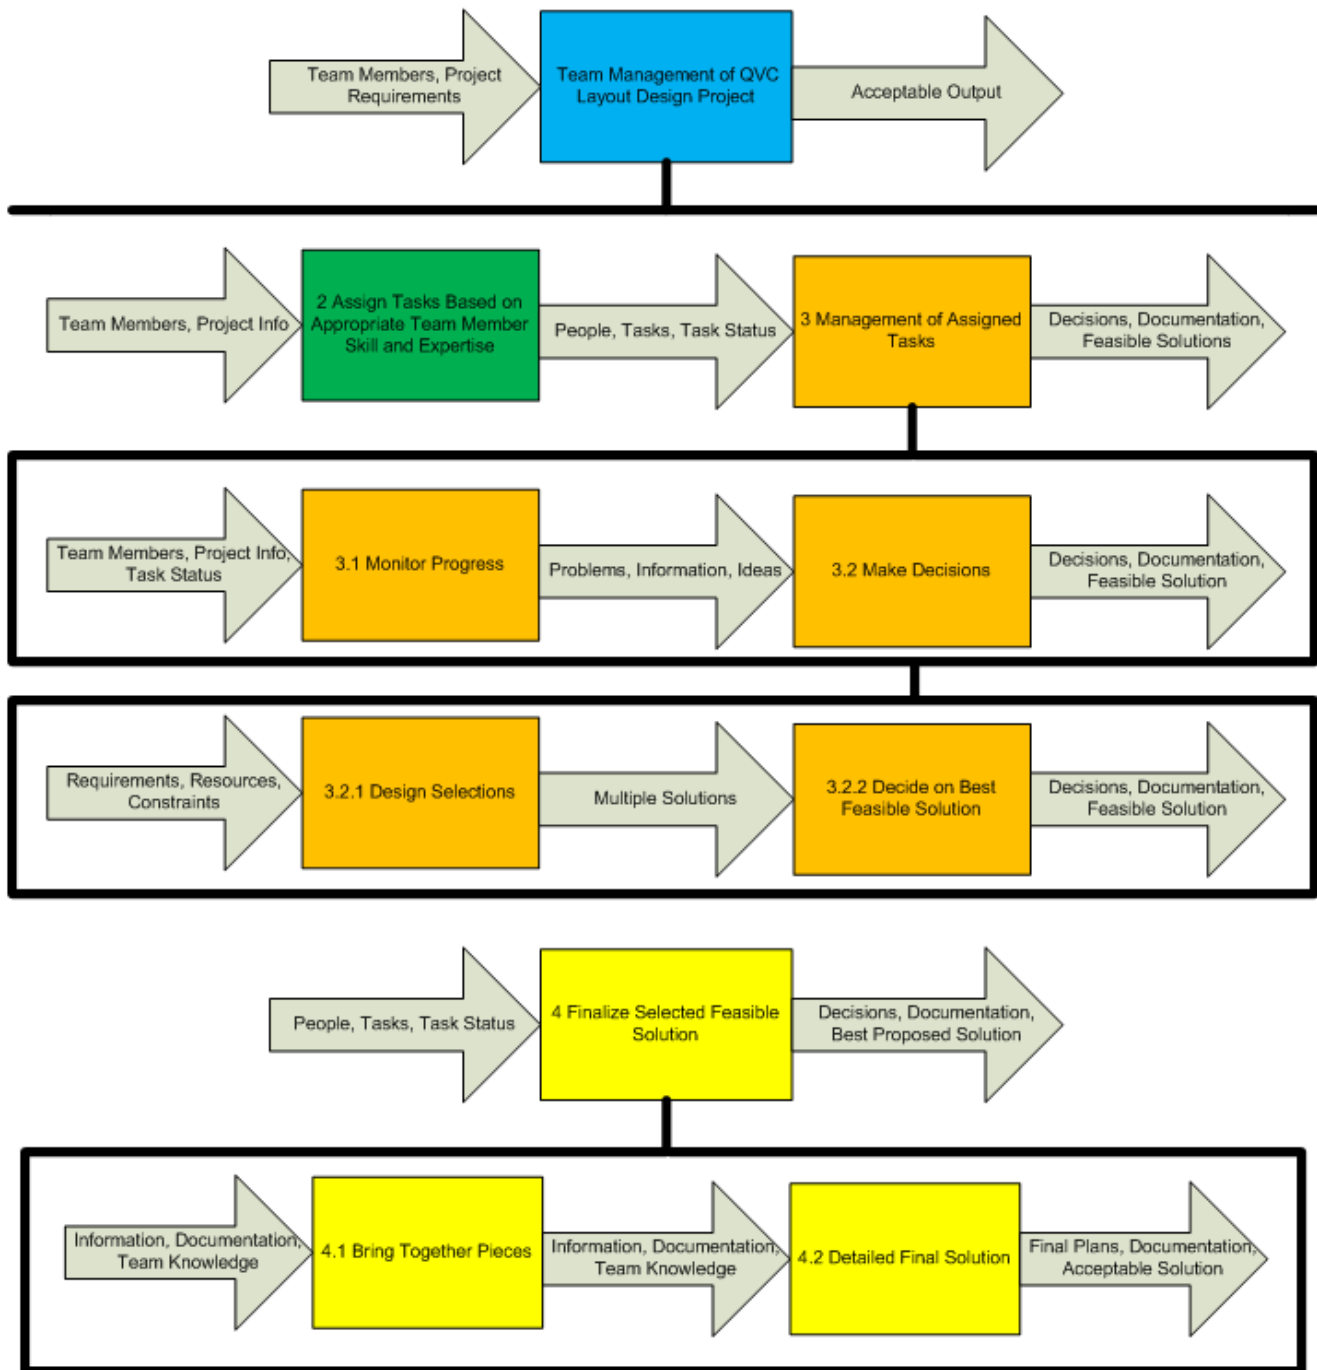 Team Members, Project
Requirements
Team Management of QVC
Layout Design Project
Acceptable Output
Team Members, Project Info
2 Assign Tasks Based on
Appropriate Team Member
Skill and Expertise
People, Tasks, Task Status
3 Management of Assigned
Tasks
Decisions, Documentation,
Feasible Solutions
Team Members, Project Info,
Task Status
3.1 Monitor Progress
Problems, Information, Ideas
3.2 Make Decisions
Decisions, Documentation,
Feasible Solution
Requirements, Resources,
Constraints
3.2.1 Design Selections
Multiple Solutions
3.2.2 Decide on Best
Feasible Solution
Decisions, Documentation,
Feasible Solution
People, Tasks, Task Status
4 Finalize Selected Feasible
Solution
Decisions, Documentation,
Best Proposed Solution
Information, Documentation,
Team Knowledge
4.1 Bring Together Pieces
Information, Documentation,
Team Knowledge
4.2 Detailed Final Solution
Final Plans, Documentation,
Acceptable Solution